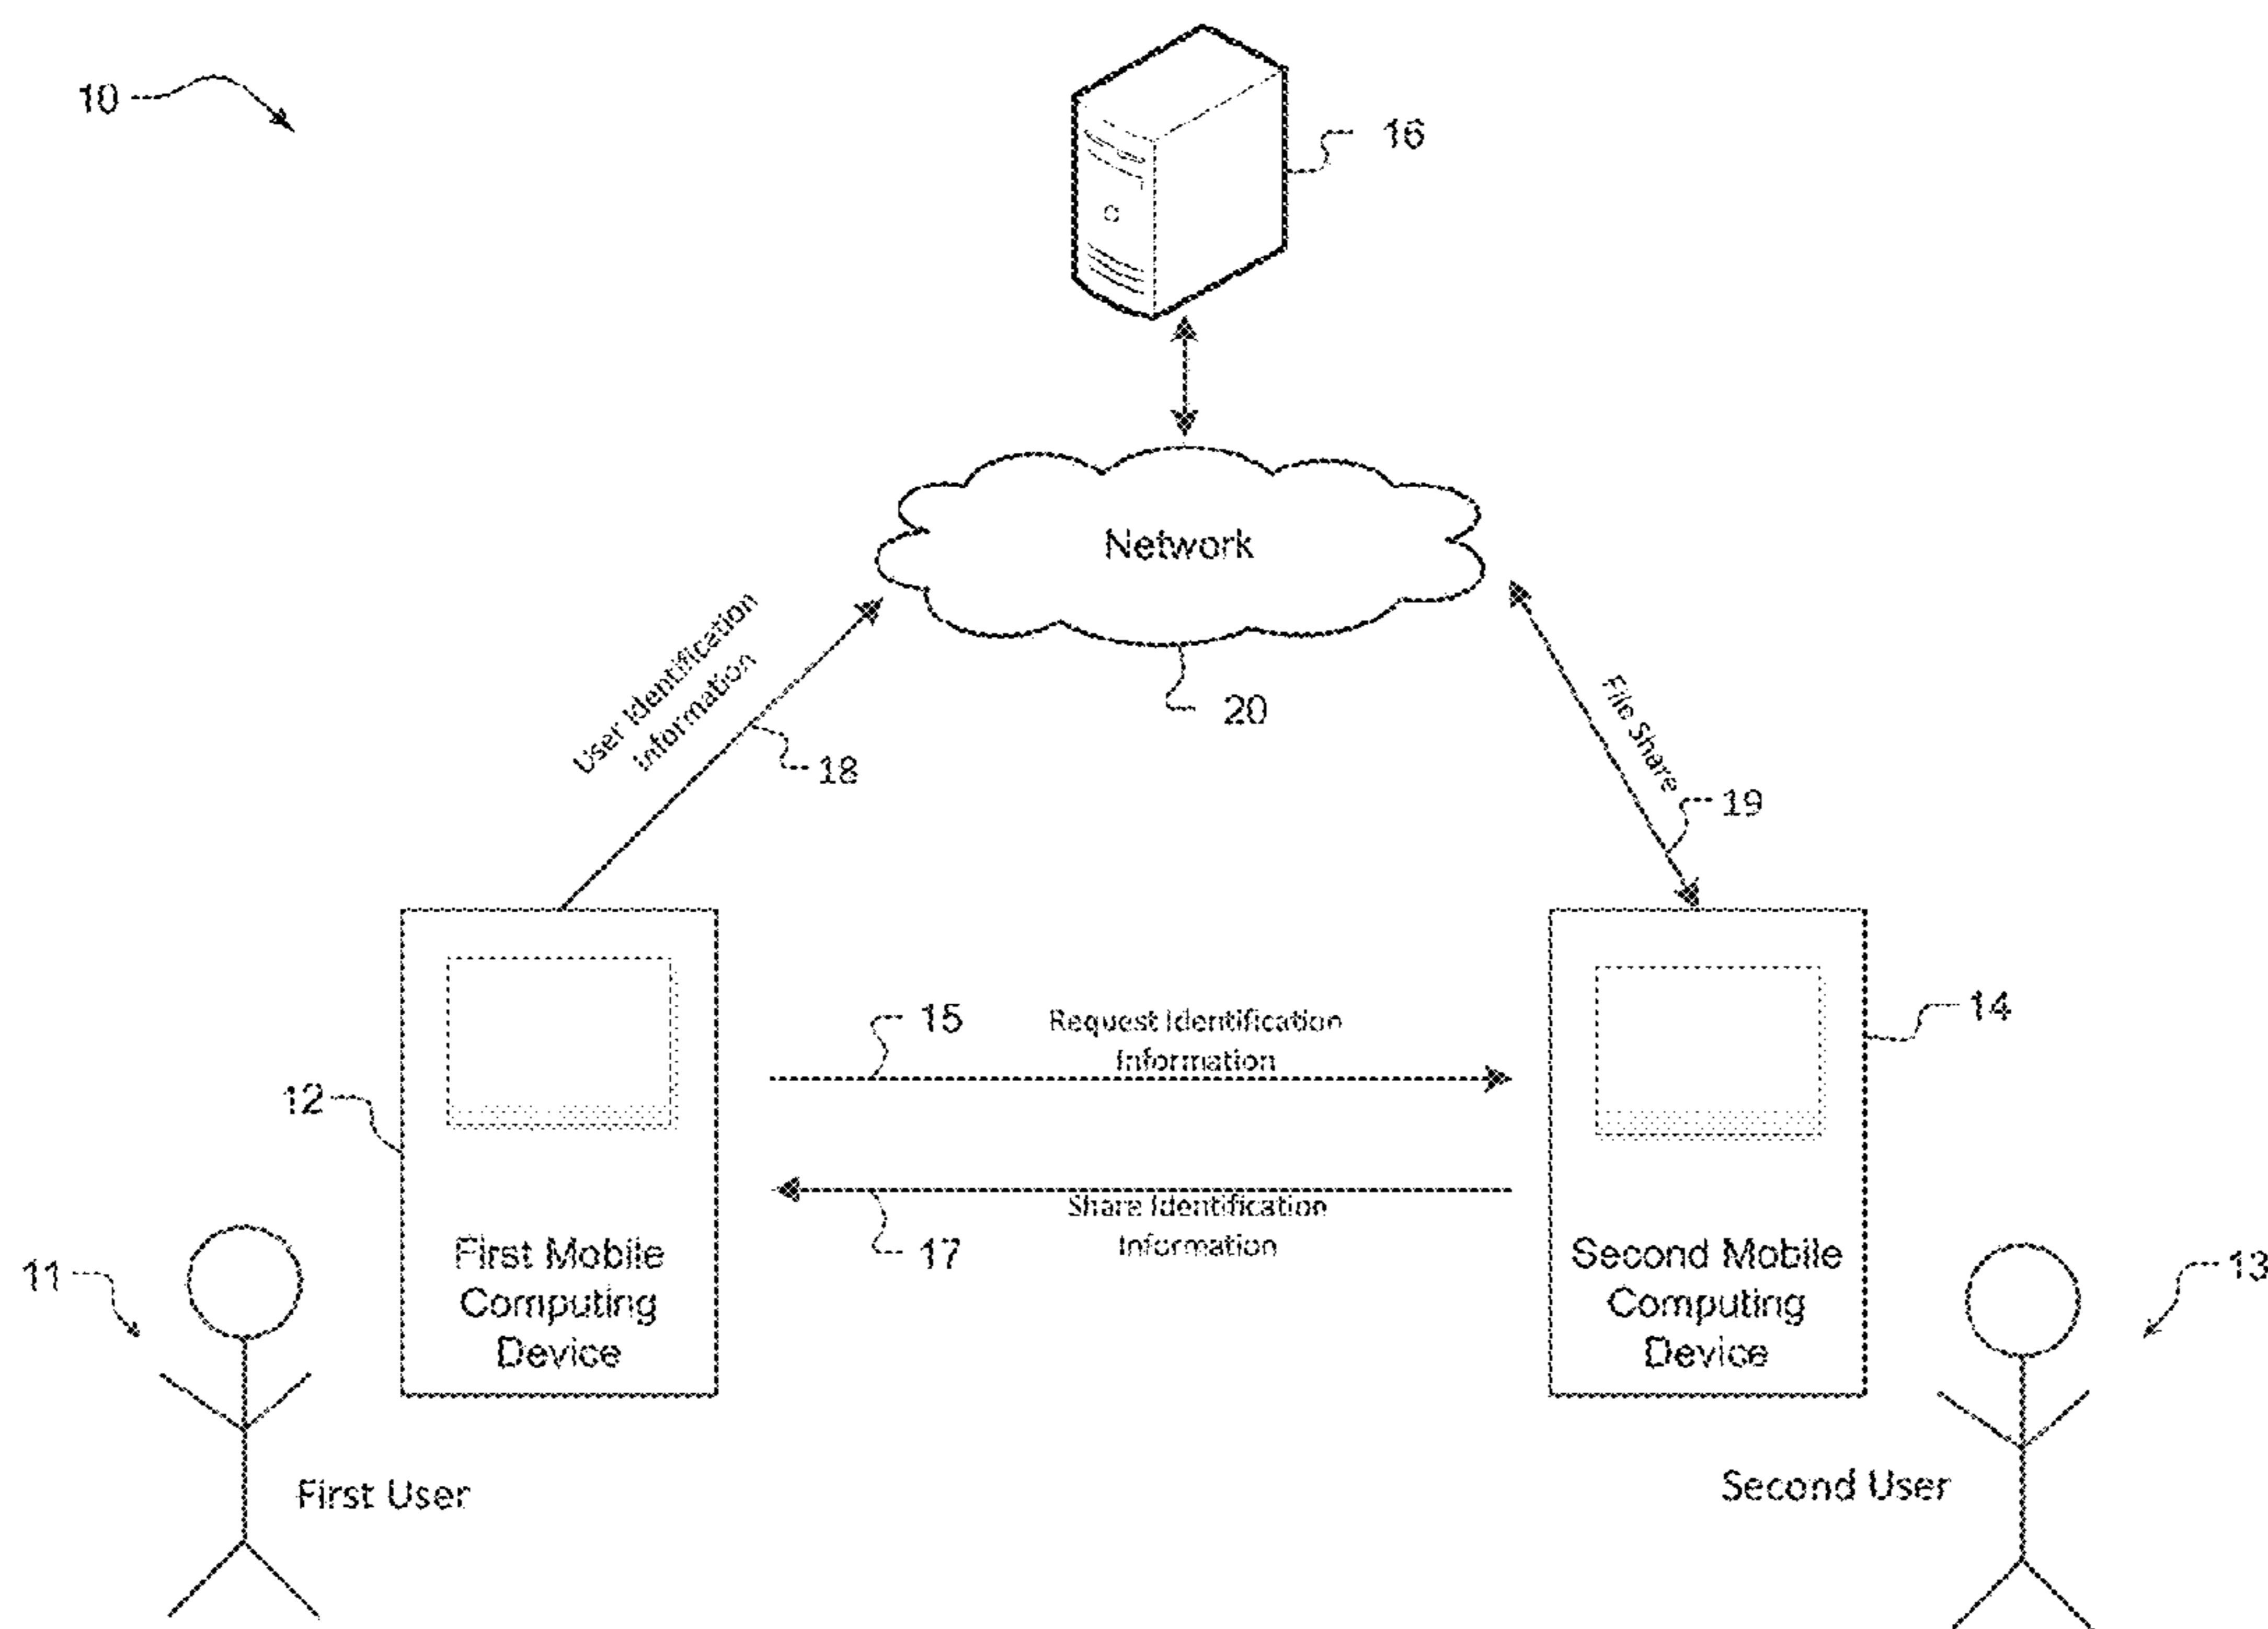 10
16
Network
User Identification
Information
20
18
File Share
19
15
Request Identification
Information
14
12
Share Identification
Information
17
First Mobile
Computing
Device
Second Mobile
Computing
Device
11
13
First User
Second User